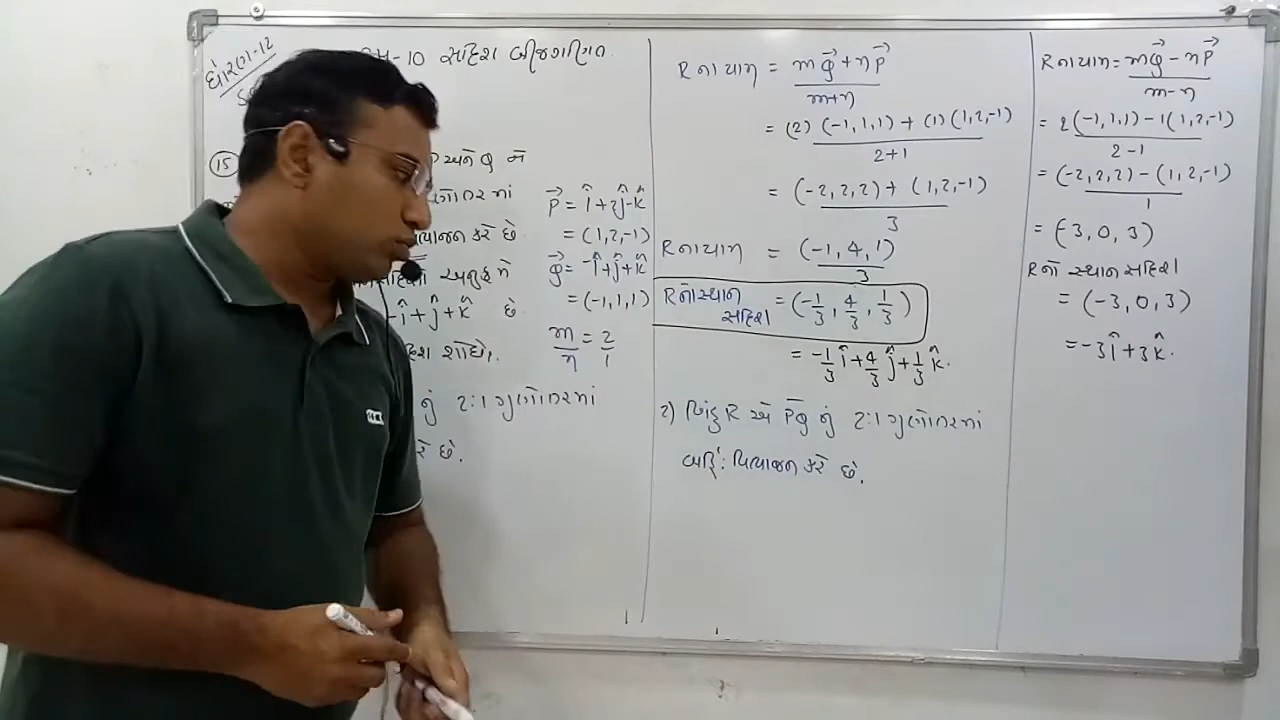 ધોરણ-12
-10 સદિશ બીજગણિત.
15
અને Q ને
ગુણોત્તર માં
વિભાજન કરે છે
સદિશો અનુક્રમે
-î+ĵ+k̂ છે
શોધો.
નું 2:1 ગુણોત્તરમાં
કરે છે.
P⃗ = î+2ĵ-k̂
= (1,2,-1)
Q⃗ = -î+ĵ+k̂
= (-1,1,1)
m/n = 2/1
R ના યામ = (mQ⃗+nP⃗)/(m+n)
= ((2)(-1,1,1) + (1)(1,2,-1))/(2+1)
= ((-2,2,2) + (1,2,-1))/3
R ના યામ = (-1,4,1)/3
R નો સ્થાન સદિશ = (-1/3, 4/3, 1/3)
= -1/3 î + 4/3 ĵ + 1/3 k̂.
2) બિંદુ R એ P̅Q̅ નું 2:1 ગુણોત્તરમાં
બહિ: વિભાજન કરે છે.
R ના યામ = (mQ⃗ - nP⃗)/(m-n)
= (2(-1,1,1) - 1(1,2,-1))/(2-1)
= ((-2,2,2) - (1,2,-1))/1
= (-3,0,3)
R નો સ્થાન સદિશ
= (-3,0,3)
= -3î+3k̂.